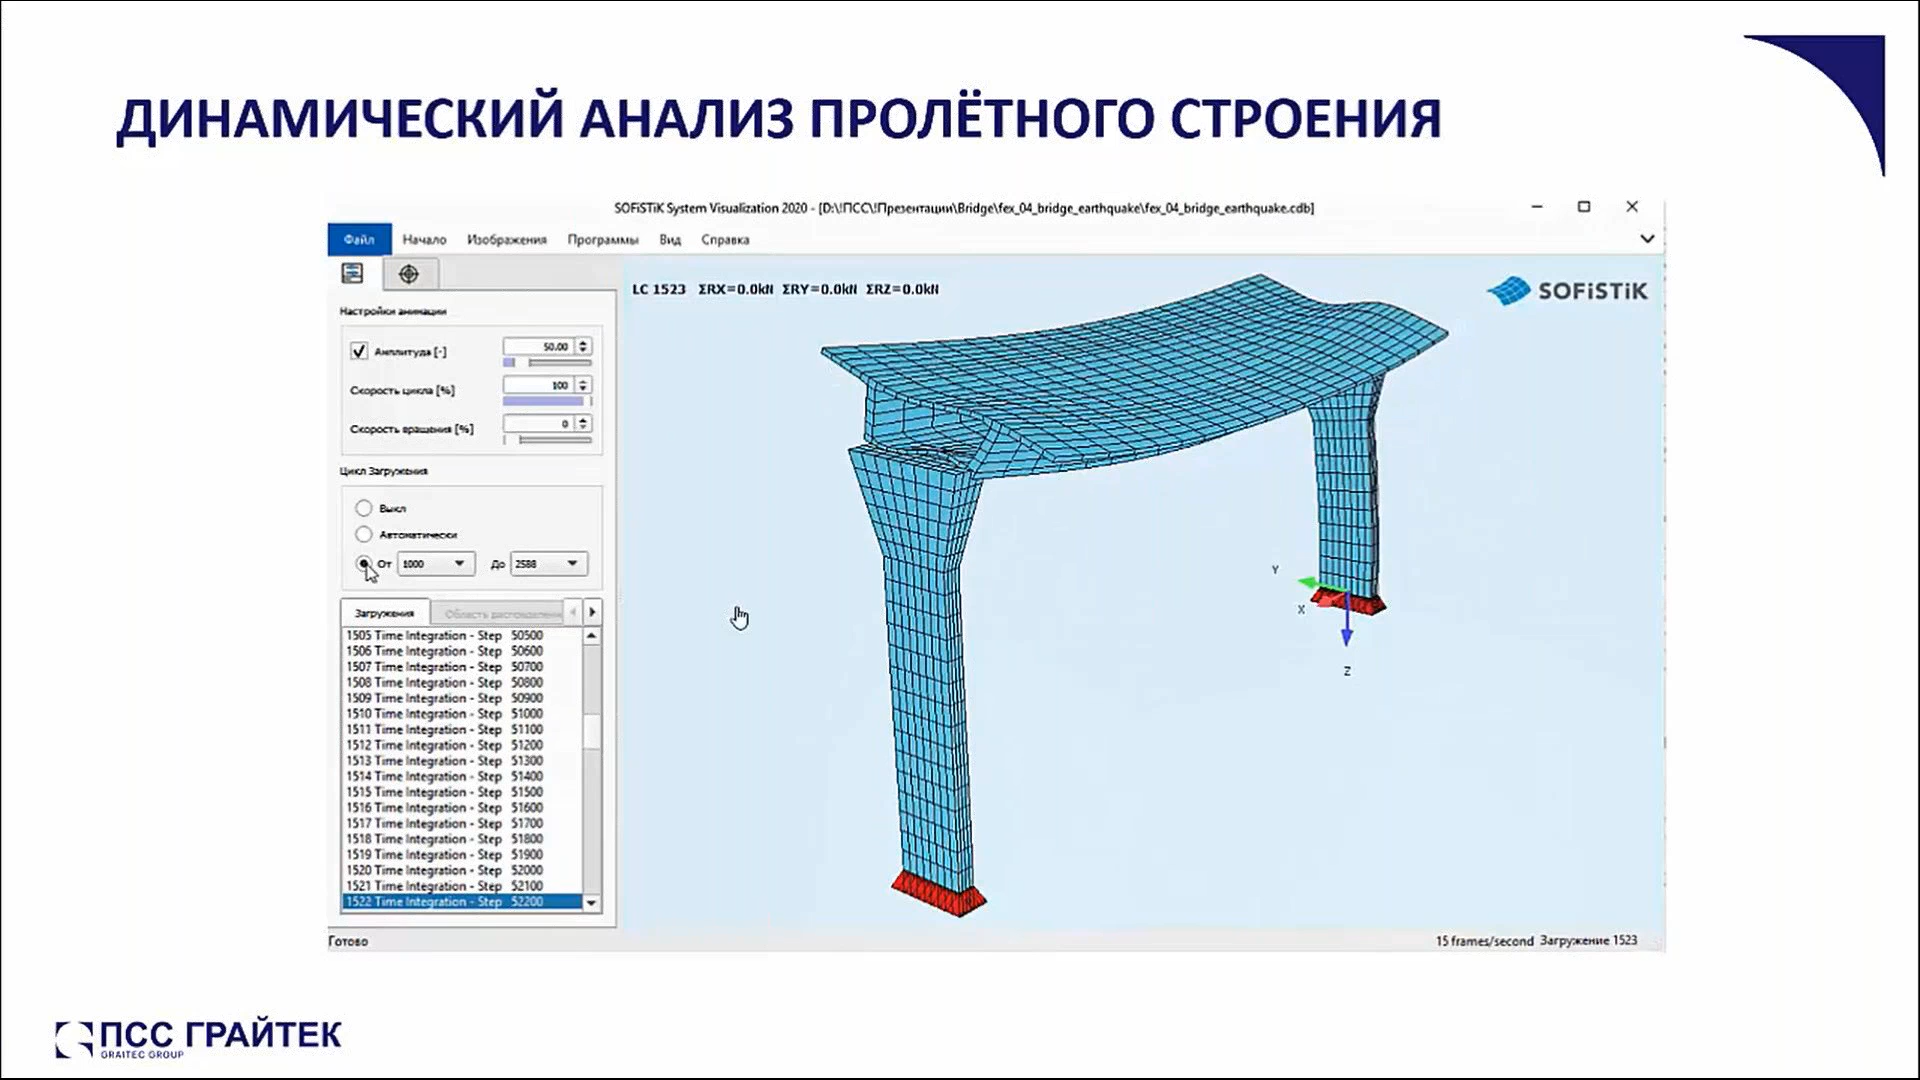 ДИНАМИЧЕСКИЙ АНАЛИЗ ПРОЛЁТНОГО СТРОЕНИЯ
SOFiSTiK System Visualization 2020 - [D:\!ПСС\!Презентации\Bridge\fex_04_bridge_earthquake\fex_04_bridge_earthquake.cdb]
Файл Начало Изображения Программы Вид Справка
LC 1523 ΣRX=0.0kN ΣRY=0.0kN ΣRZ=0.0kN
SOFiSTiK
Настройки анимации
Амплитуда [-] 50.00
Скорость цикла [%] 100
Скорость вращения [%] 0
Цикл Загружения
Выкл
Автоматически
От 1000 До 2588
Загружения Область распределени
1505 Time Integration - Step 50500
1506 Time Integration - Step 50600
1507 Time Integration - Step 50700
1508 Time Integration - Step 50800
1509 Time Integration - Step 50900
1510 Time Integration - Step 51000
1511 Time Integration - Step 51100
1512 Time Integration - Step 51200
1513 Time Integration - Step 51300
1514 Time Integration - Step 51400
1515 Time Integration - Step 51500
1516 Time Integration - Step 51600
1517 Time Integration - Step 51700
1518 Time Integration - Step 51800
1519 Time Integration - Step 51900
1520 Time Integration - Step 52000
1521 Time Integration - Step 52100
1522 Time Integration - Step 52200
Y
X
Z
Готово
15 frames/second Загружение 1523
ПСС ГРАЙТЕК
GRAITEC GROUP